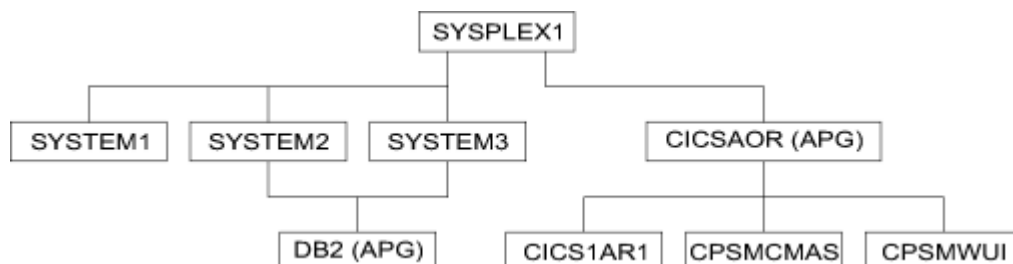 SYSPLEX1
SYSTEM1
SYSTEM2
SYSTEM3
CICSAOR (APG)
DB2 (APG)
CICS1AR1
CPSMCMAS
CPSMWUI